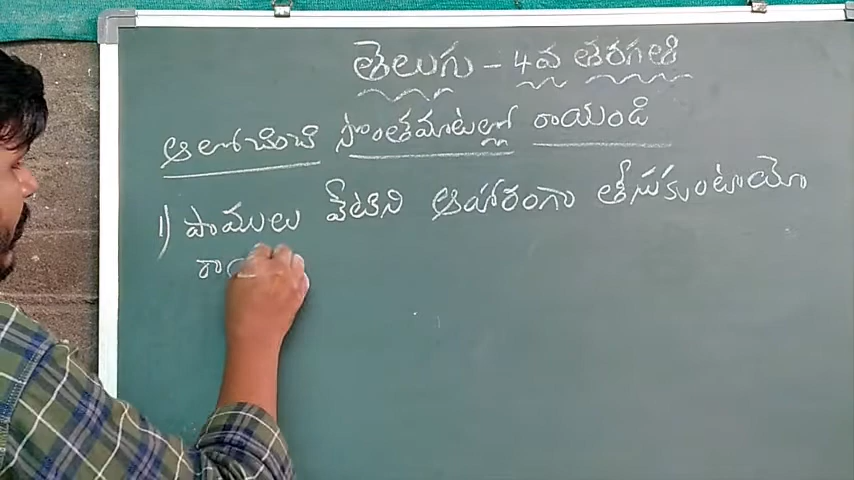 తెలుగు - 4వ తరగతి
ఆలోచించి సొంతమాటల్లో రాయండి
1) పాములు వేటిని ఆహారంగా తీసుకుంటాయో